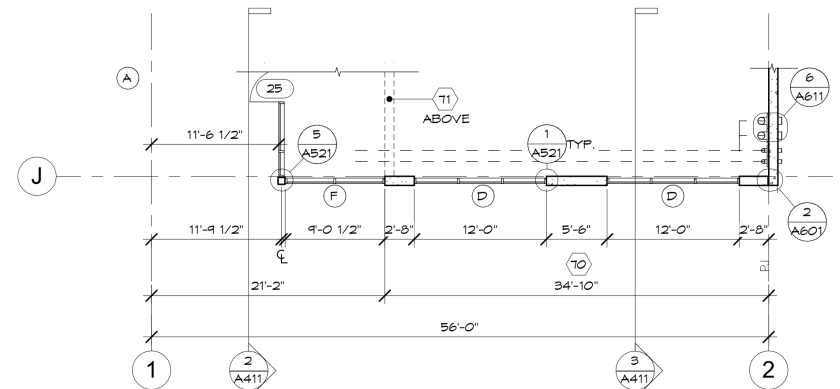 A
25
71
ABOVE
6
A611
11'-6 1/2"
5
A521
1
A521
TYP.
J
F
D
D
2
A601
11'-9 1/2"
9'-0 1/2"
2'-8"
12'-0"
5'-6"
12'-0"
2'-8"
CL
70
P.J
21'-2"
34'-10"
56'-0"
1
2
A411
3
A411
2